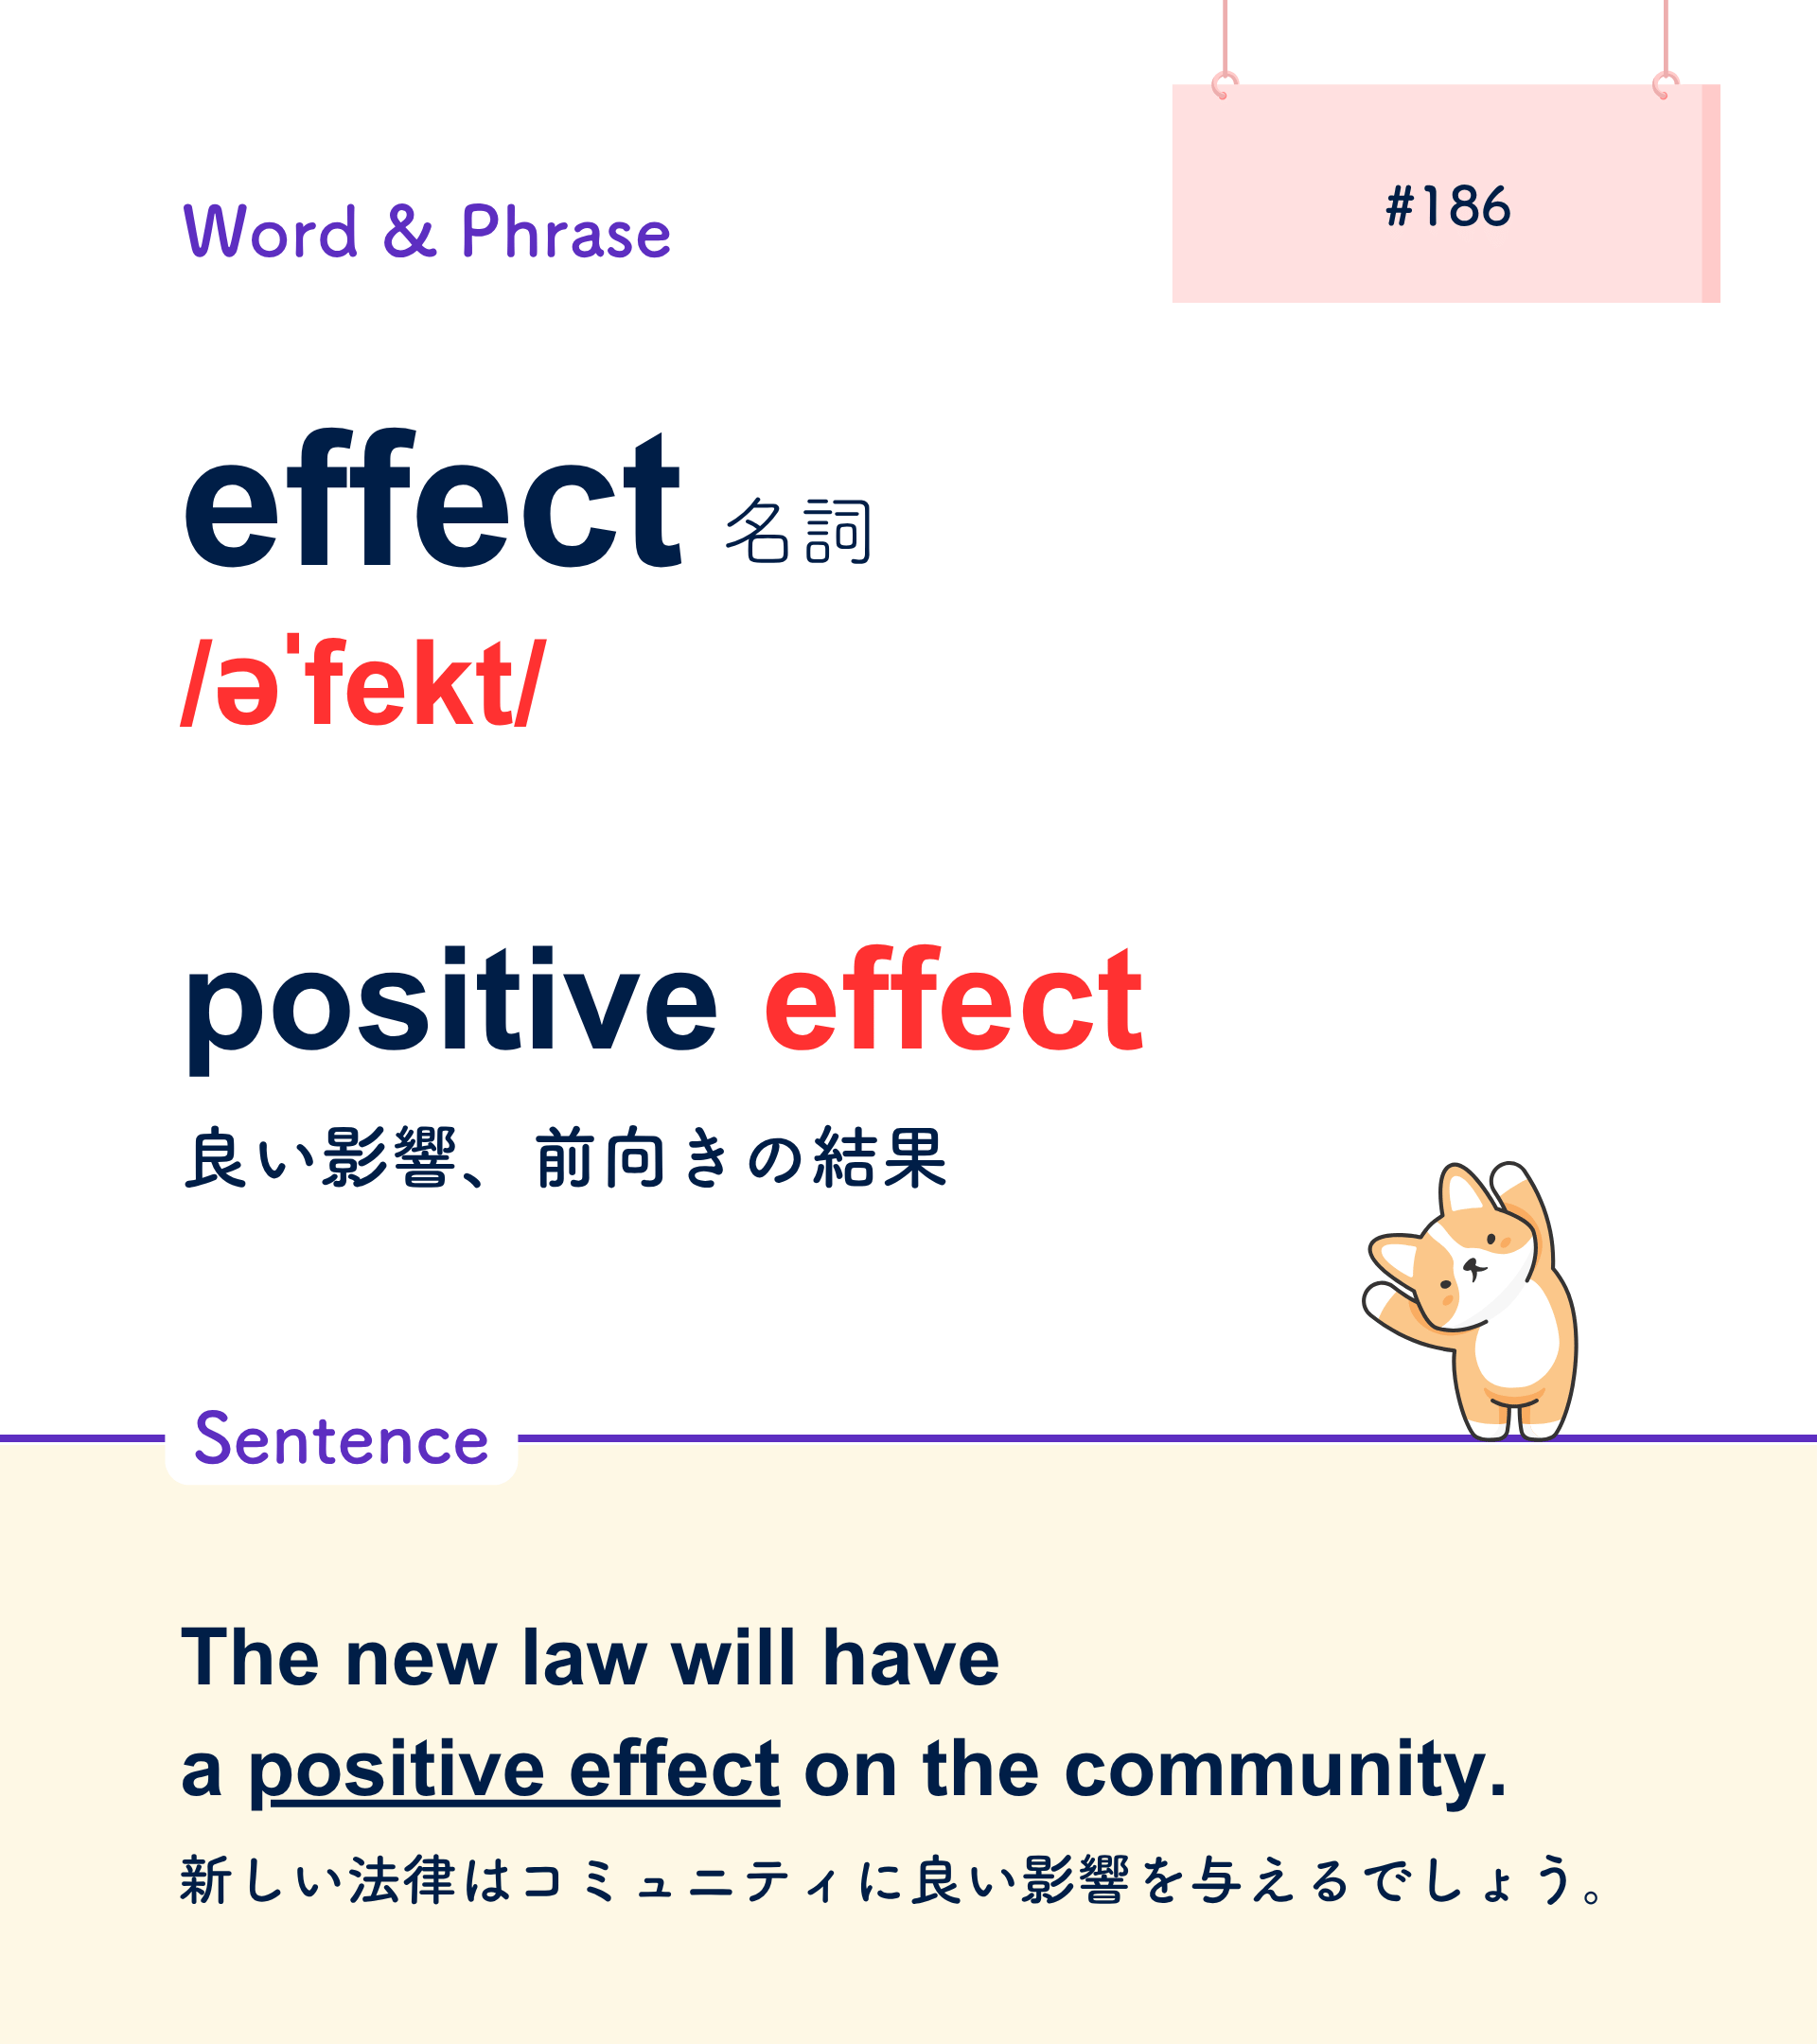 #186
Word & Phrase
effect 名詞
/əˈfekt/
positive effect
良い影響、前向きの結果
Sentence
The new law will have
a positive effect on the community.
新しい法律はコミュニティに良い影響を与えるでしょう。